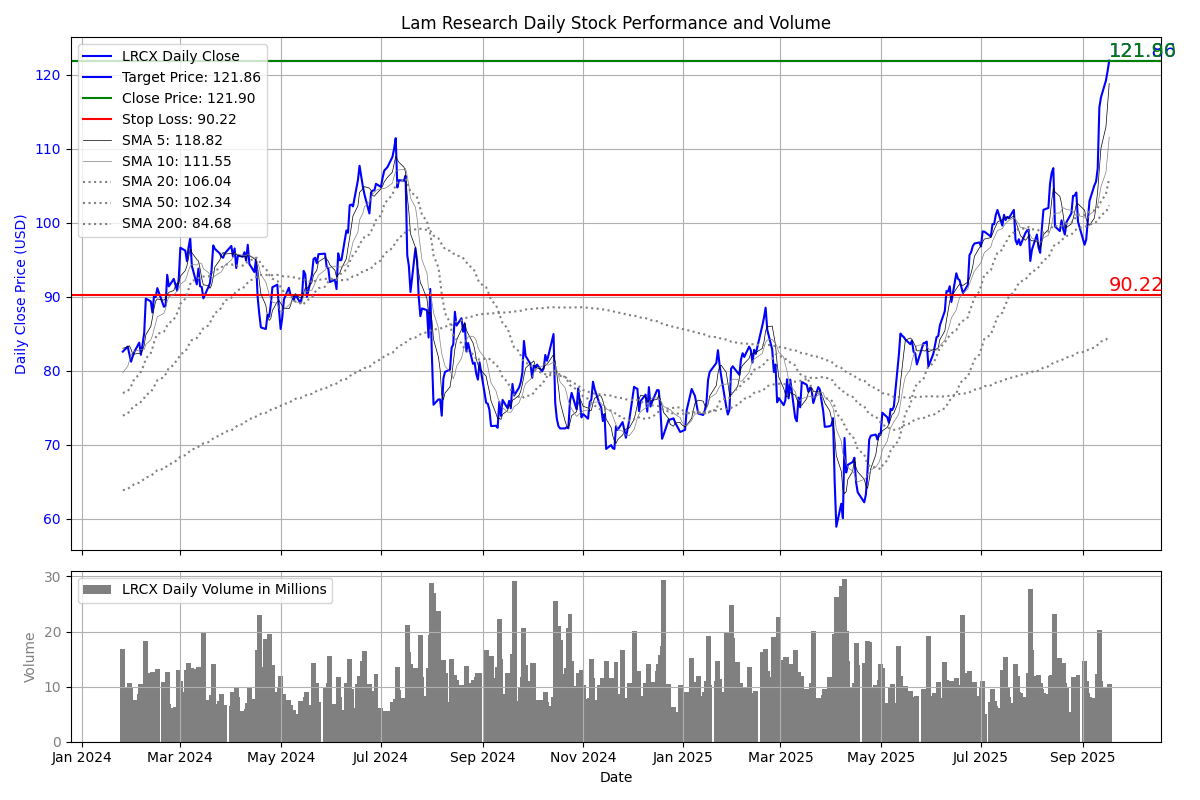 Lam Research Daily Stock Performance and Volume
LRCX Daily Close
Target Price: 121.86
Close Price: 121.90
Stop Loss: 90.22
SMA 5: 118.82
SMA 10: 111.55
SMA 20: 106.04
SMA 50: 102.34
SMA 200: 84.68
90.22
120
110
100
90
80
70
60
Daily Close Price (USD)
LRCX Daily Volume in Millions
30
20
10
0
Volume
Jan 2024 Mar 2024 May 2024 Jul 2024 Sep 2024 Nov 2024 Jan 2025 Mar 2025 May 2025 Jul 2025 Sep 2025
Date